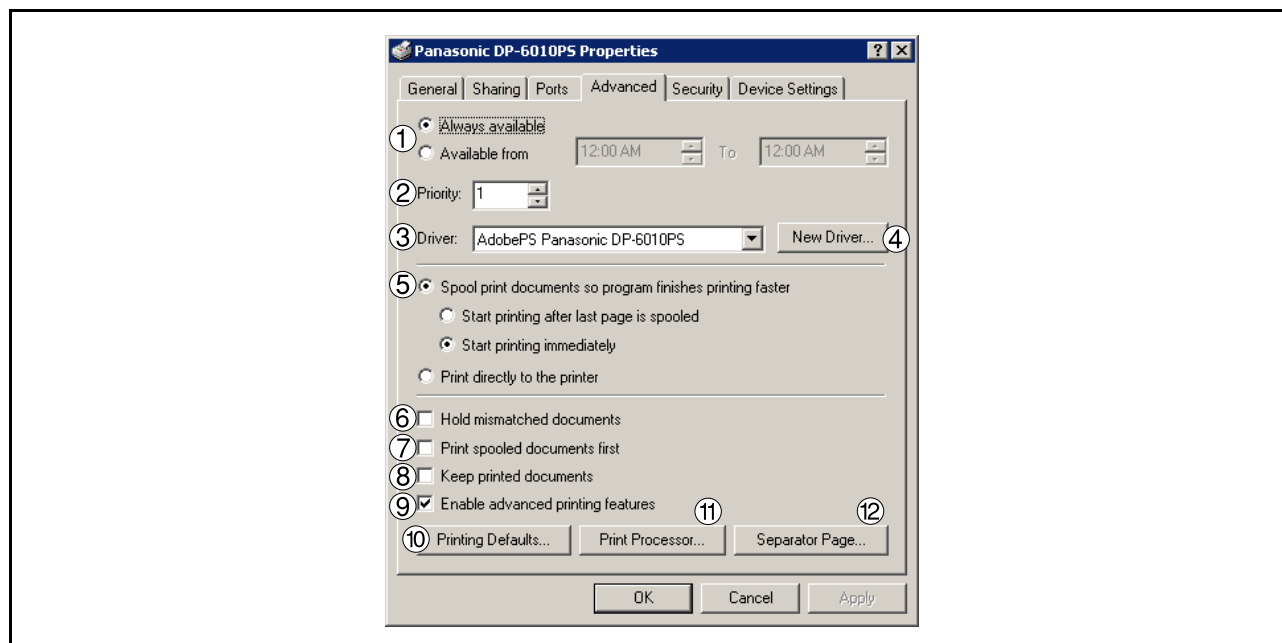 Panasonic DP-6010PS Properties
General Sharing Ports Advanced Security Device Settings
① Always available
Available from 12:00 AM To 12:00 AM
② Priority: 1
③ Driver: AdobePS Panasonic DP-6010PS New Driver... ④
⑤ Spool print documents so program finishes printing faster
Start printing after last page is spooled
Start printing immediately
Print directly to the printer
⑥ Hold mismatched documents
⑦ Print spooled documents first
⑧ Keep printed documents
⑨ Enable advanced printing features
⑩ Printing Defaults... ⑪ Print Processor... ⑫ Separator Page...
OK Cancel Apply